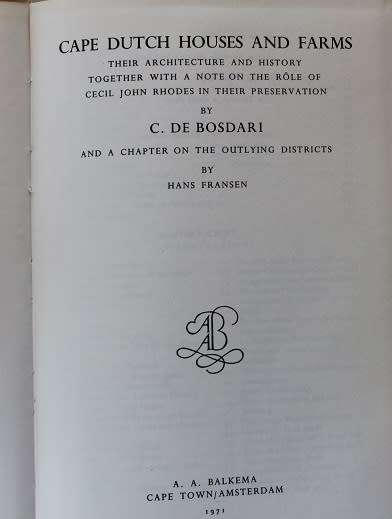 CAPE DUTCH HOUSES AND FARMS
THEIR ARCHITECTURE AND HISTORY
TOGETHER WITH A NOTE ON THE RÔLE OF
CECIL JOHN RHODES IN THEIR PRESERVATION
BY
C. DE BOSDARI
AND A CHAPTER ON THE OUTLYING DISTRICTS
BY
HANS FRANSEN
AAB
A. A. BALKEMA
CAPE TOWN/AMSTERDAM
1971